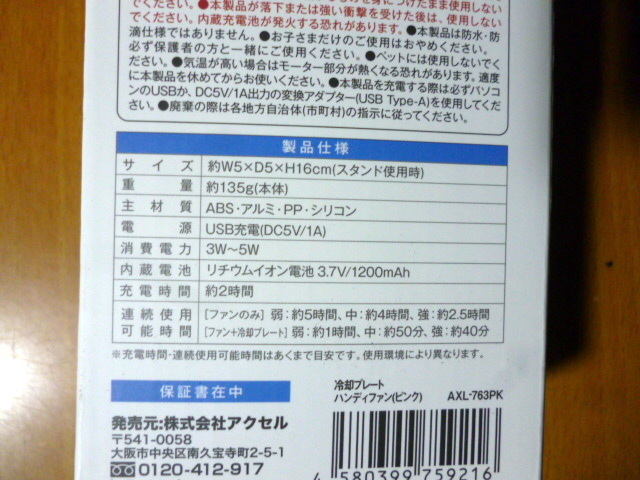 でください。●本製品が落下または強い衝撃を受けた後は、使用しない
でください。内蔵充電池が発火する恐れがあります。●本製品は防水・防
滴仕様ではありません。●お子さまだけのご使用はおやめください。
必ず保護者の方と一緒にご使用ください。●ペットには使用しないでく
ださい。●気温が高い場合はモーター部分が熱くなる恐れがあります。適度
に本製品を休めてからお使いください。●本製品を充電する際は必ずパソコ
ンのUSBか、DC5V/1A出力の変換アダプター(USB Type-A)を使用してくだ
さい。●廃棄の際は各地方自治体(市町村)の指示に従ってください。
製品仕様
サイズ 約W5×D5×H16cm(スタンド使用時)
重量 約135g(本体)
主材質 ABS・アルミ・PP・シリコン
電源 USB充電(DC5V/1A)
消費電力 3W〜5W
内蔵電池 リチウムイオン電池 3.7V/1200mAh
充電時間 約2時間
連続使用 [ファンのみ] 弱：約5時間、中：約4時間、強：約2.5時間
可能時間 [ファン+冷却プレート] 弱：約1時間、中：約50分、強：約40分
※充電時間・連続使用可能時間はあくまで目安です。使用環境により異なります。
保証書在中
冷却プレート
ハンディファン(ピンク) AXL-763PK
発売元:株式会社アクセル
〒541-0058
大阪市中央区南久宝寺町2-5-1
0120-412-917
4 580399 759216